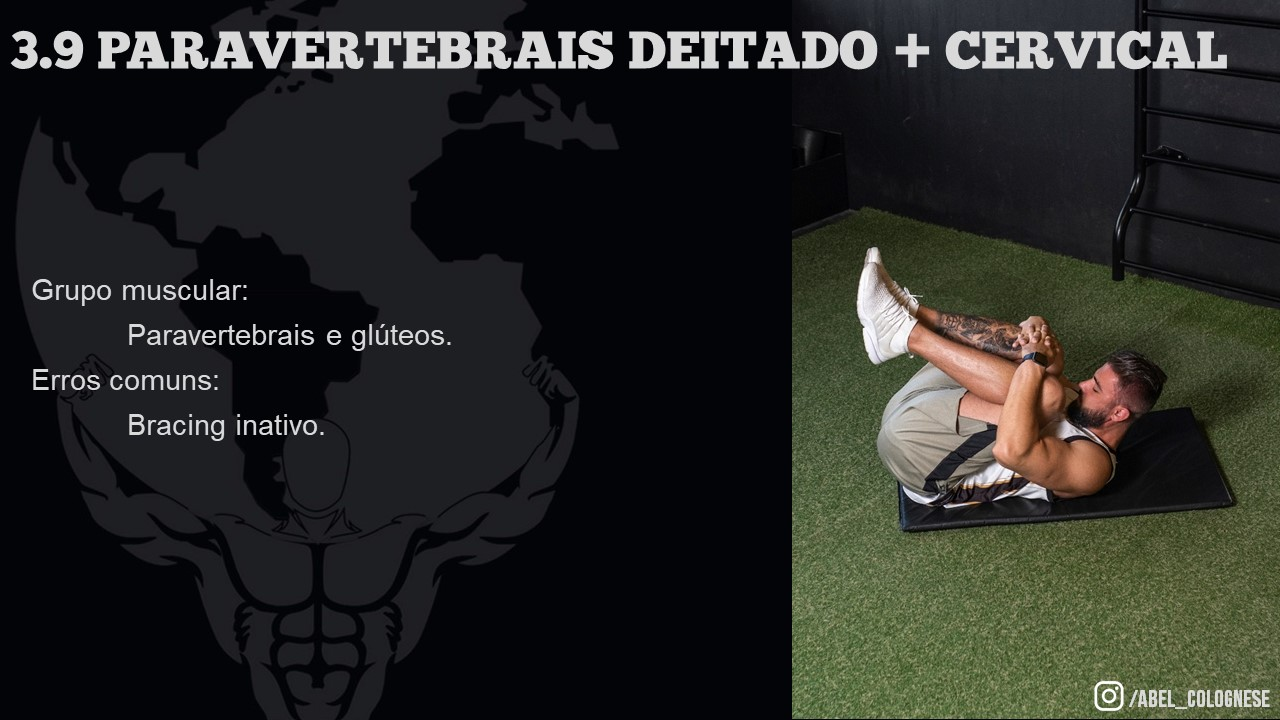 3.9 PARAVERTEBRAIS DEITADO + CERVICAL
Grupo muscular:
Paravertebrais e glúteos.
Erros comuns:
Bracing inativo.
/ABEL_COLOGNESE